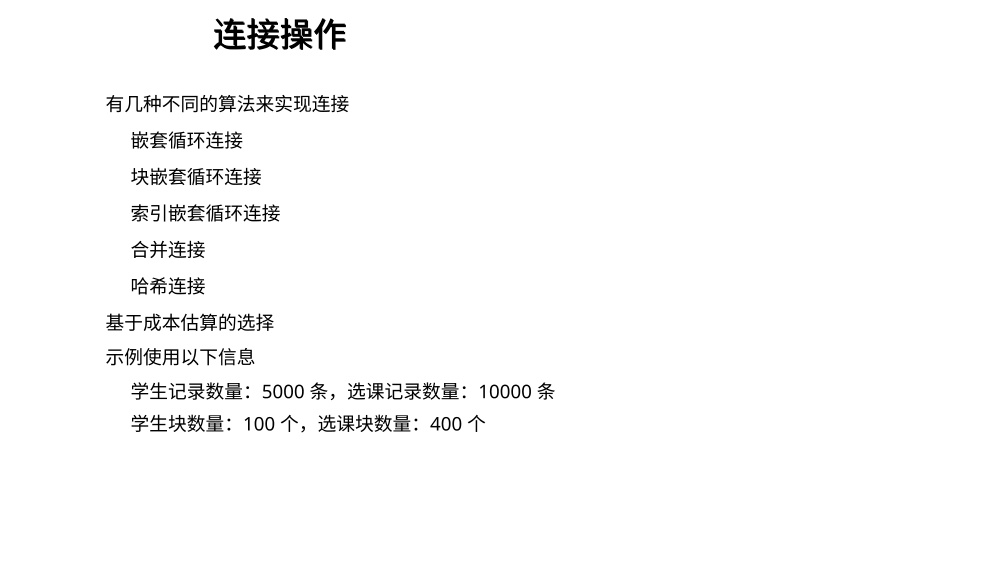 连接操作
有几种不同的算法来实现连接
嵌套循环连接
块嵌套循环连接
索引嵌套循环连接
合并连接
哈希连接
基于成本估算的选择
示例使用以下信息
学生记录数量：5000 条，选课记录数量：10000 条
学生块数量：100 个，选课块数量：400 个